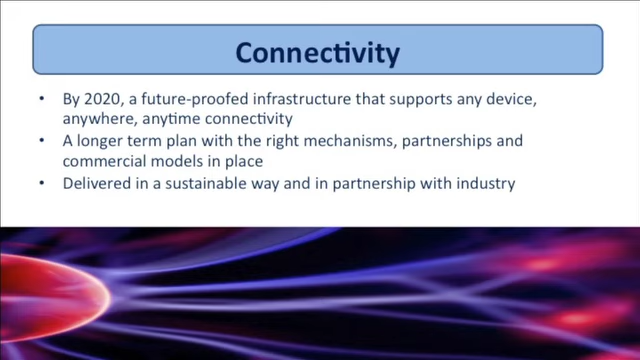 Connectivity
• By 2020, a future-proofed infrastructure that supports any device,
anywhere, anytime connectivity
• A longer term plan with the right mechanisms, partnerships and
commercial models in place
• Delivered in a sustainable way and in partnership with industry